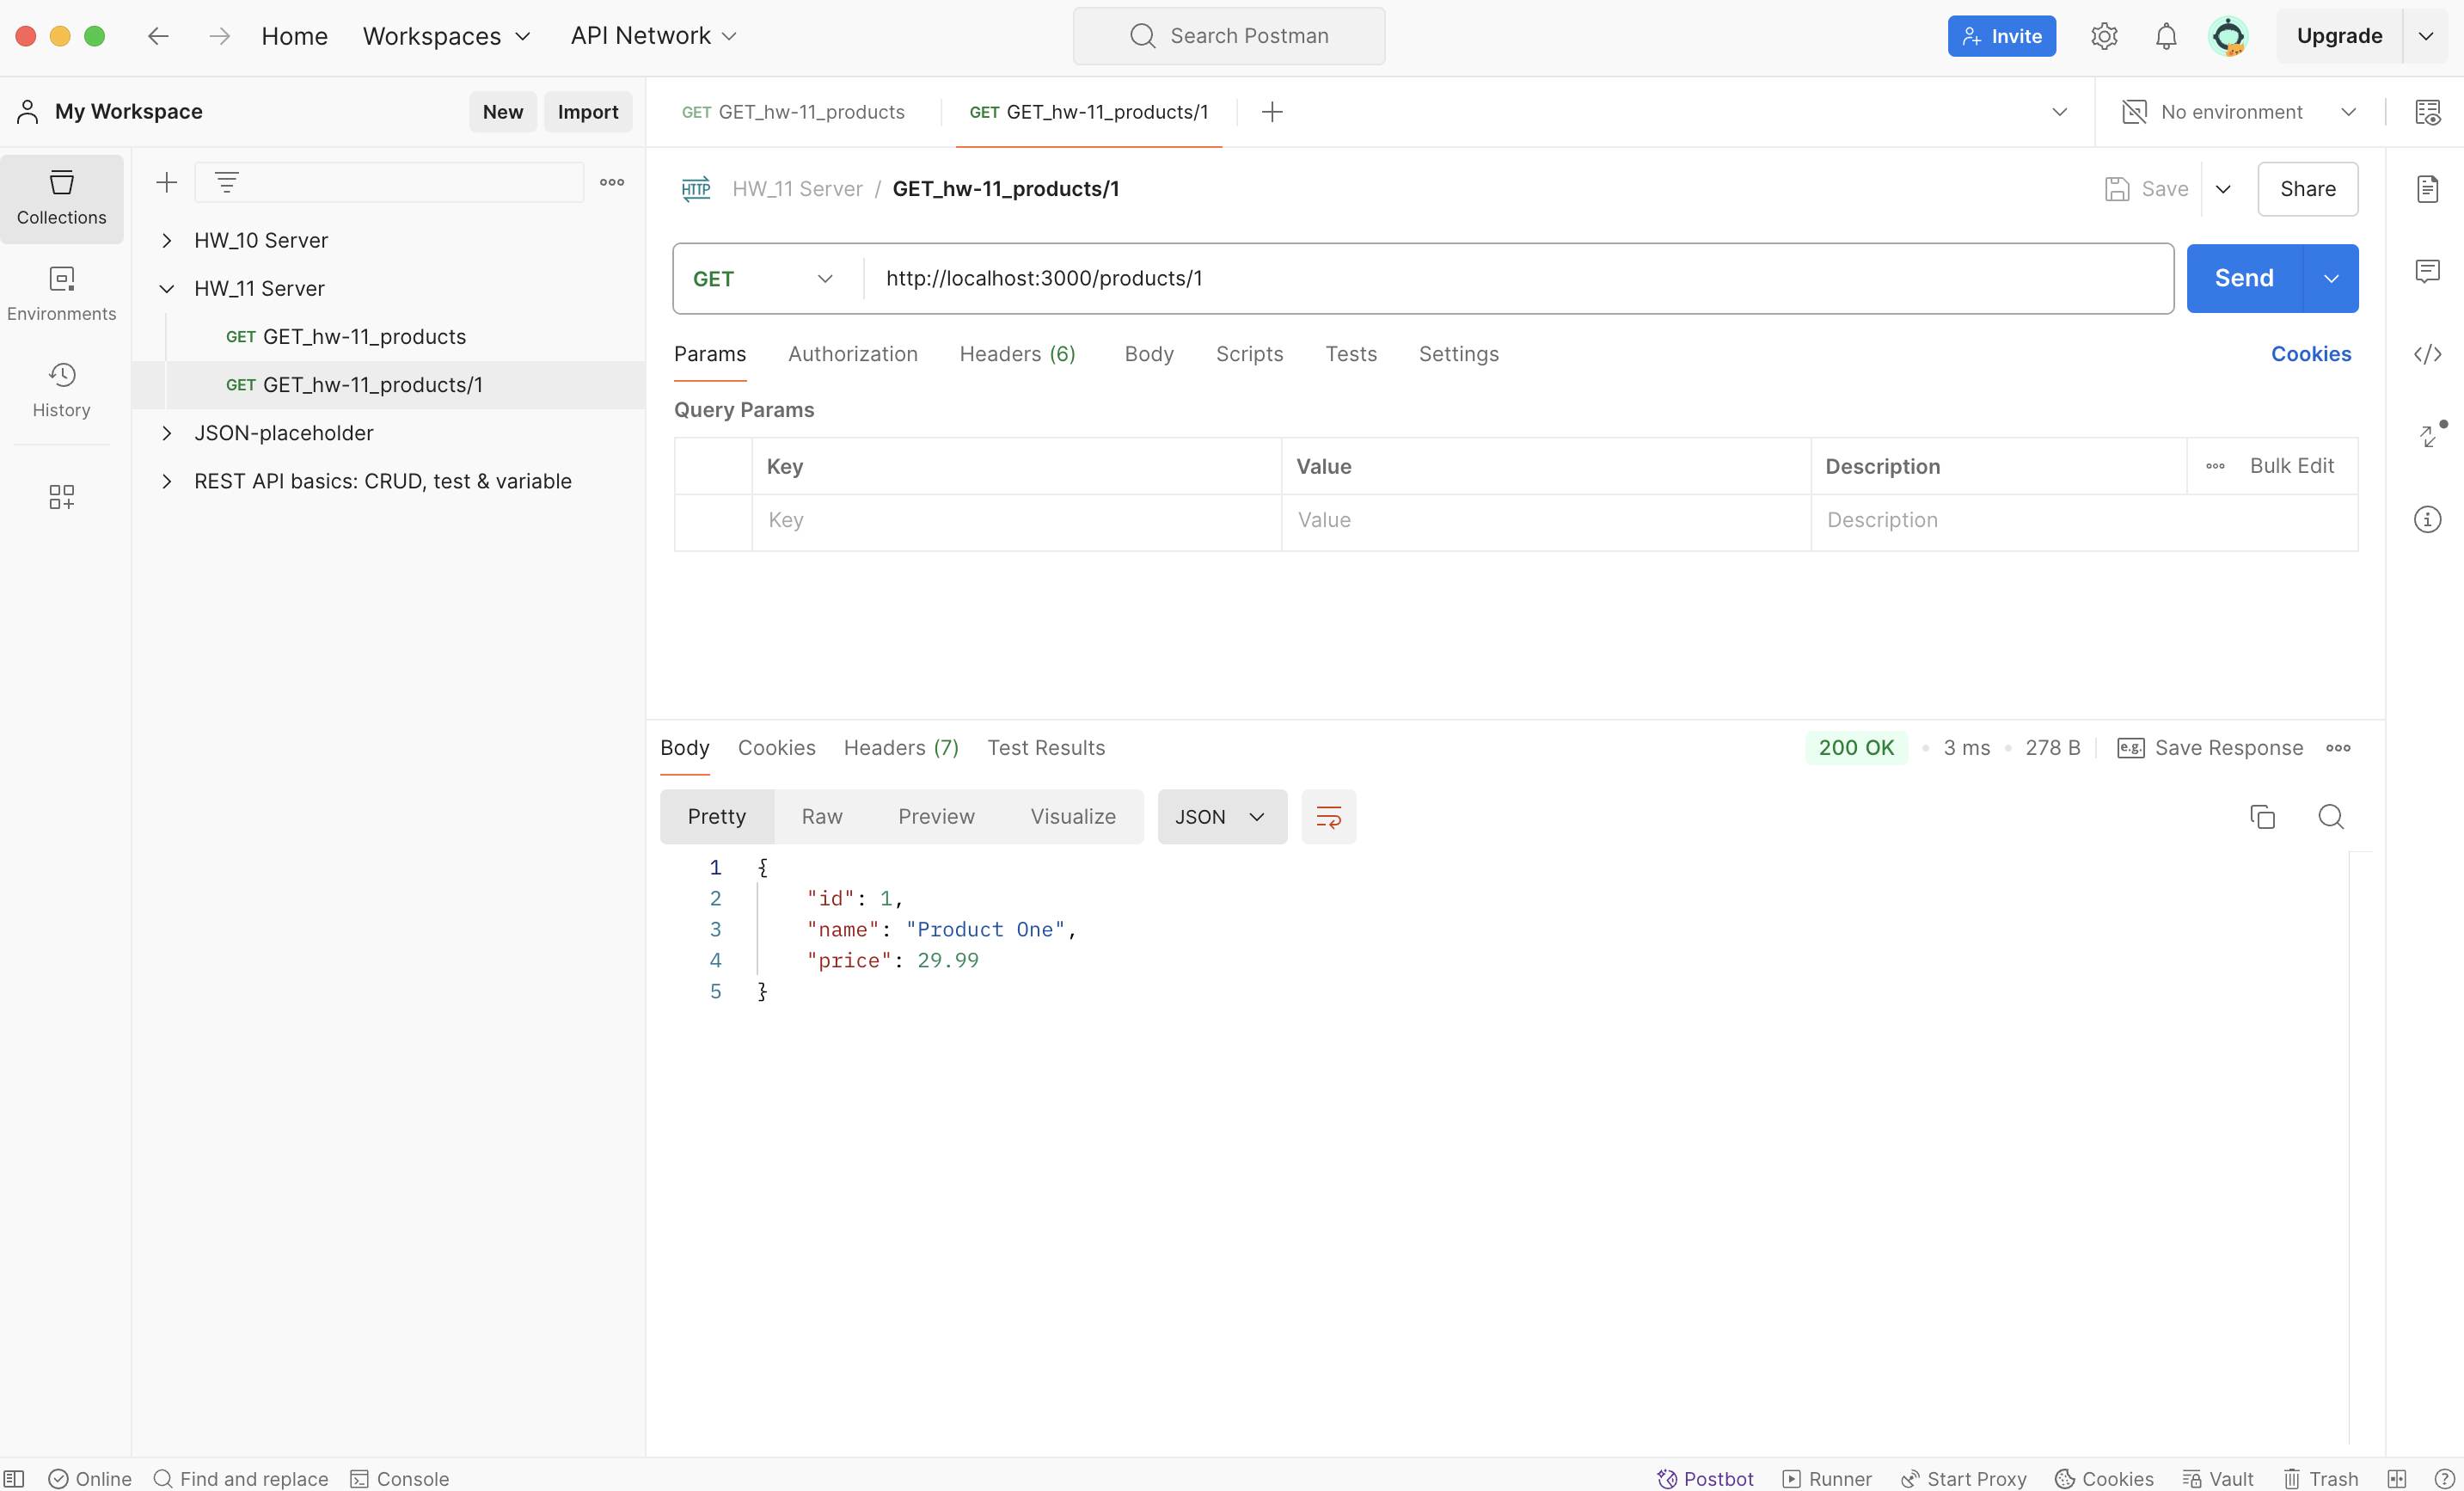 Home Workspaces API Network Search Postman Invite Upgrade
My Workspace New Import
GET GET_hw-11_products GET GET_hw-11_products/1 No environment
Collections
Environments
History
HW_10 Server
HW_11 Server
GET GET_hw-11_products
GET GET_hw-11_products/1
JSON-placeholder
REST API basics: CRUD, test & variable
HTTP HW_11 Server / GET_hw-11_products/1 Save Share
GET http://localhost:3000/products/1 Send
Params Authorization Headers (6) Body Scripts Tests Settings Cookies
Query Params
Key Value Description Bulk Edit
Key Value Description
Body Cookies Headers (7) Test Results 200 OK • 3 ms • 278 B e.g. Save Response
Pretty Raw Preview Visualize JSON
1 {
2 "id": 1,
3 "name": "Product One",
4 "price": 29.99
5 }
Online Find and replace Console Postbot Runner Start Proxy Cookies Vault Trash